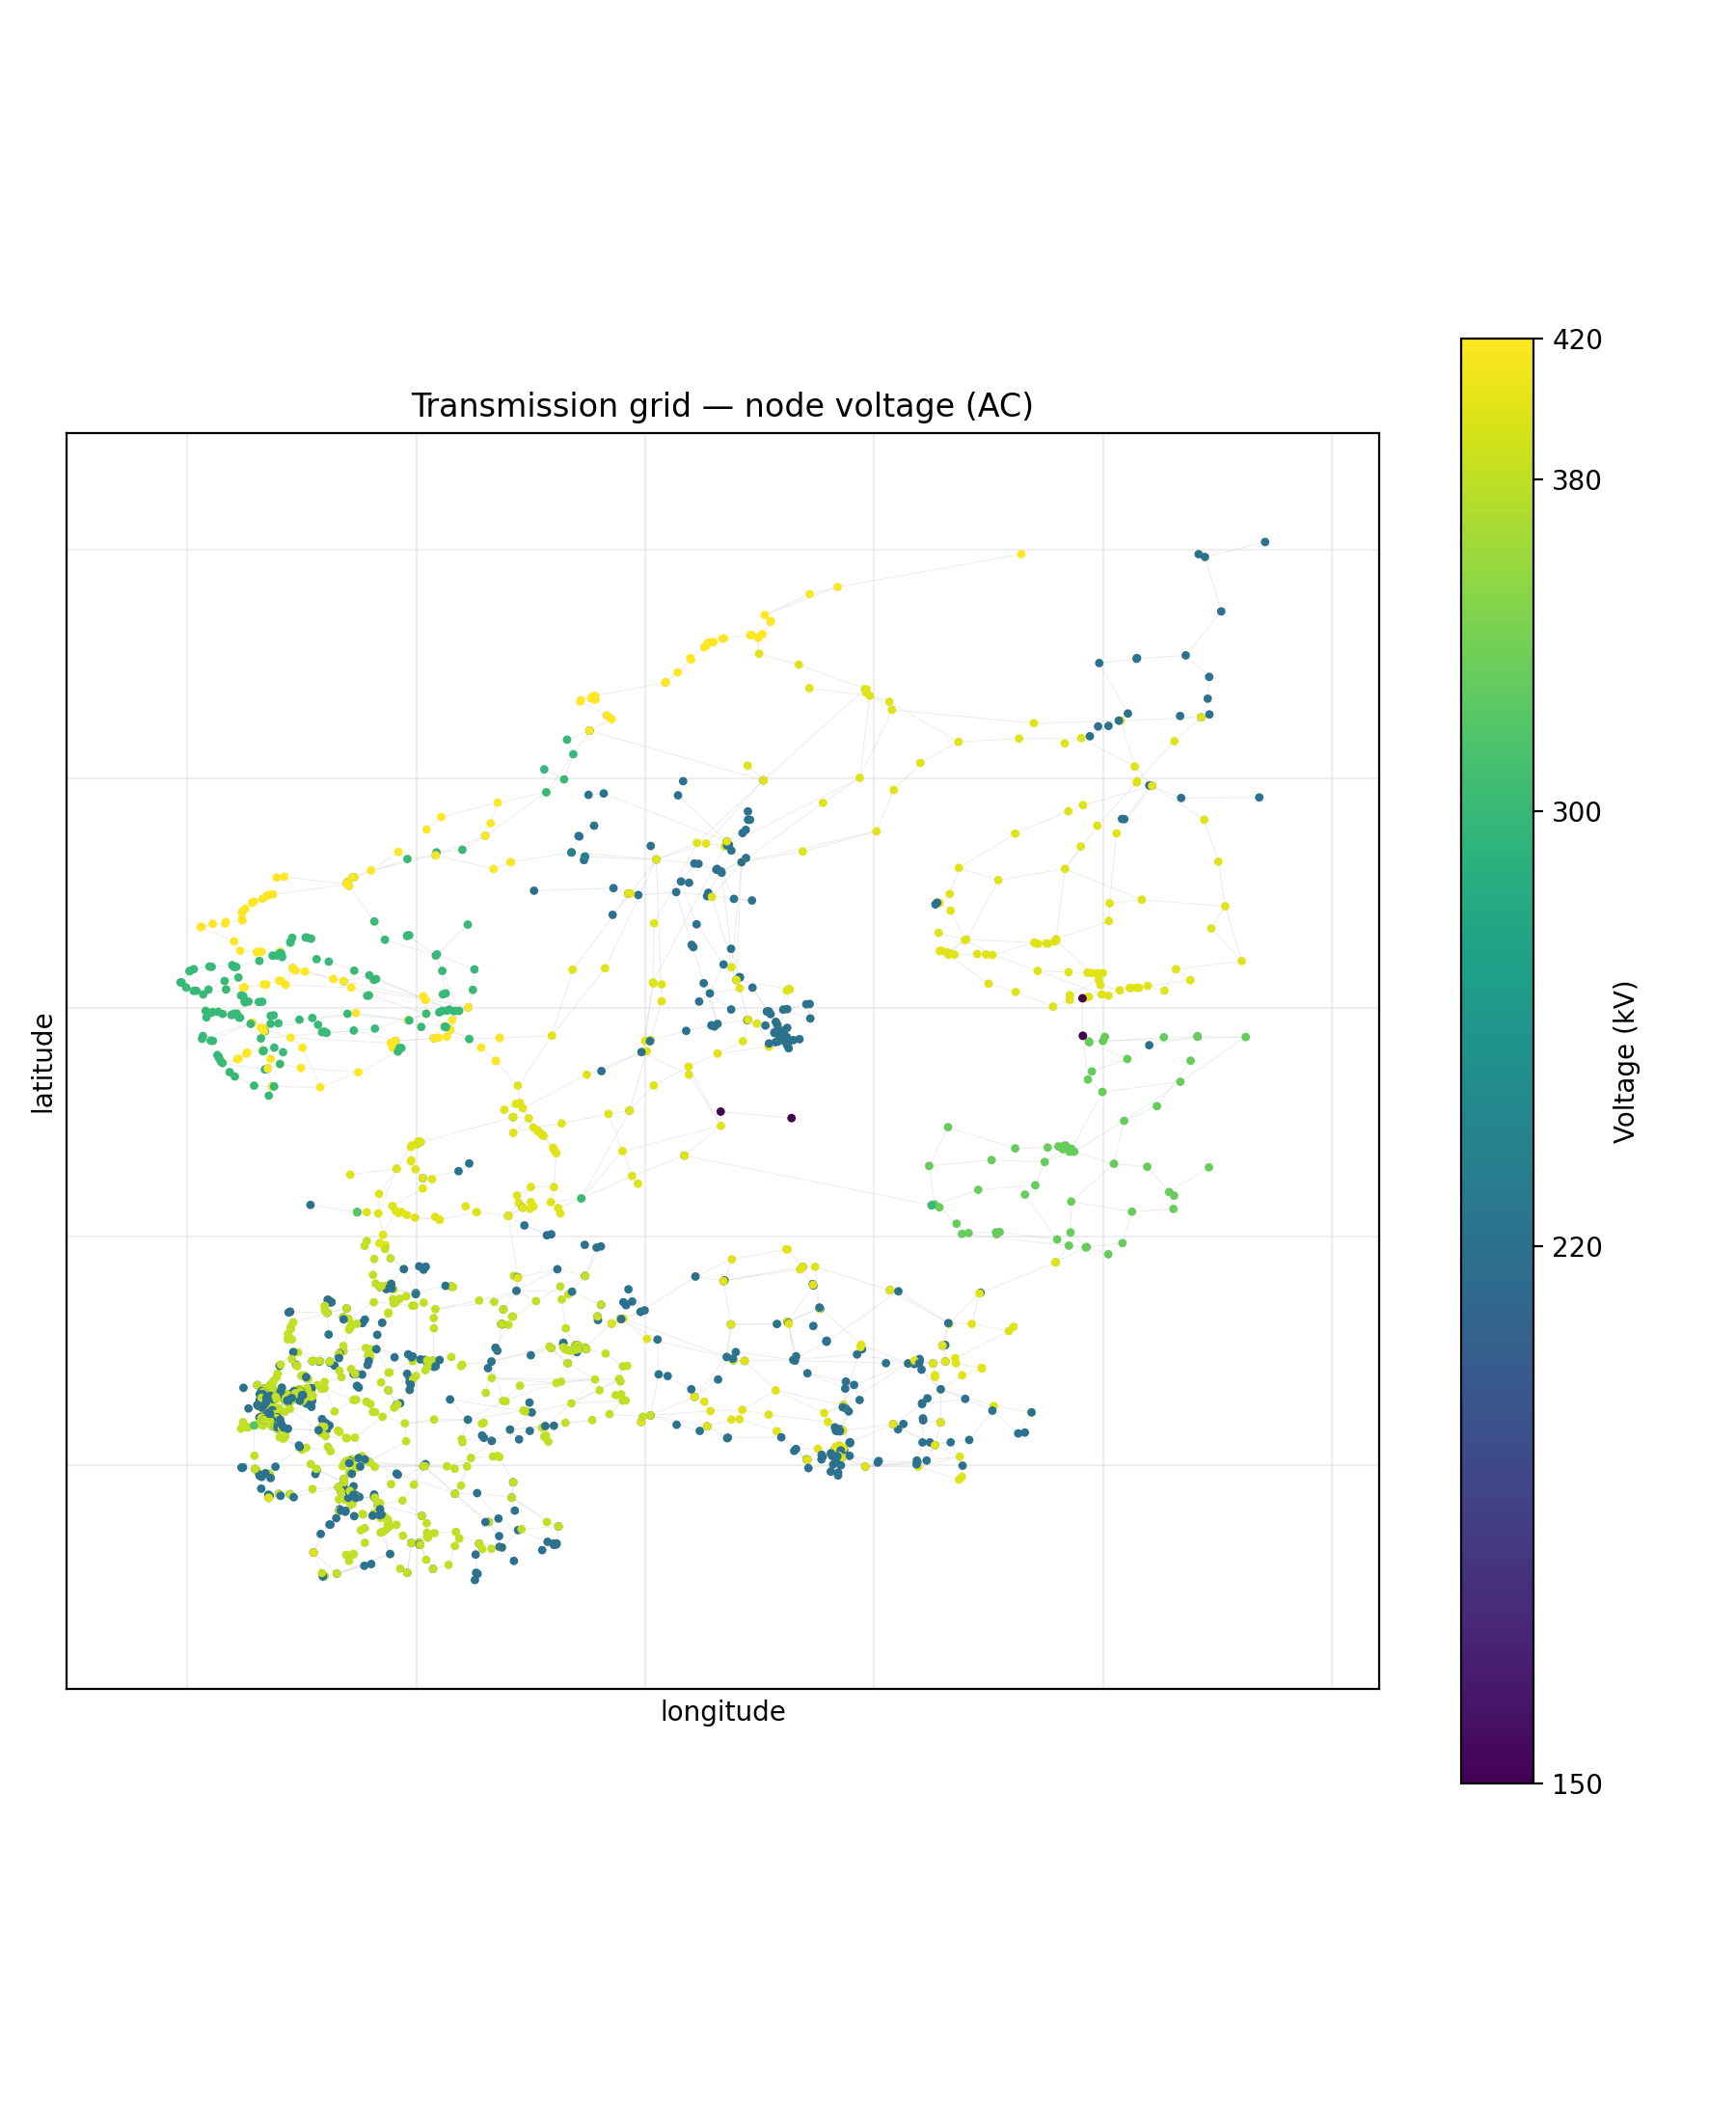 Transmission grid — node voltage (AC)
latitude
longitude
420
380
300
220
150
Voltage (kV)